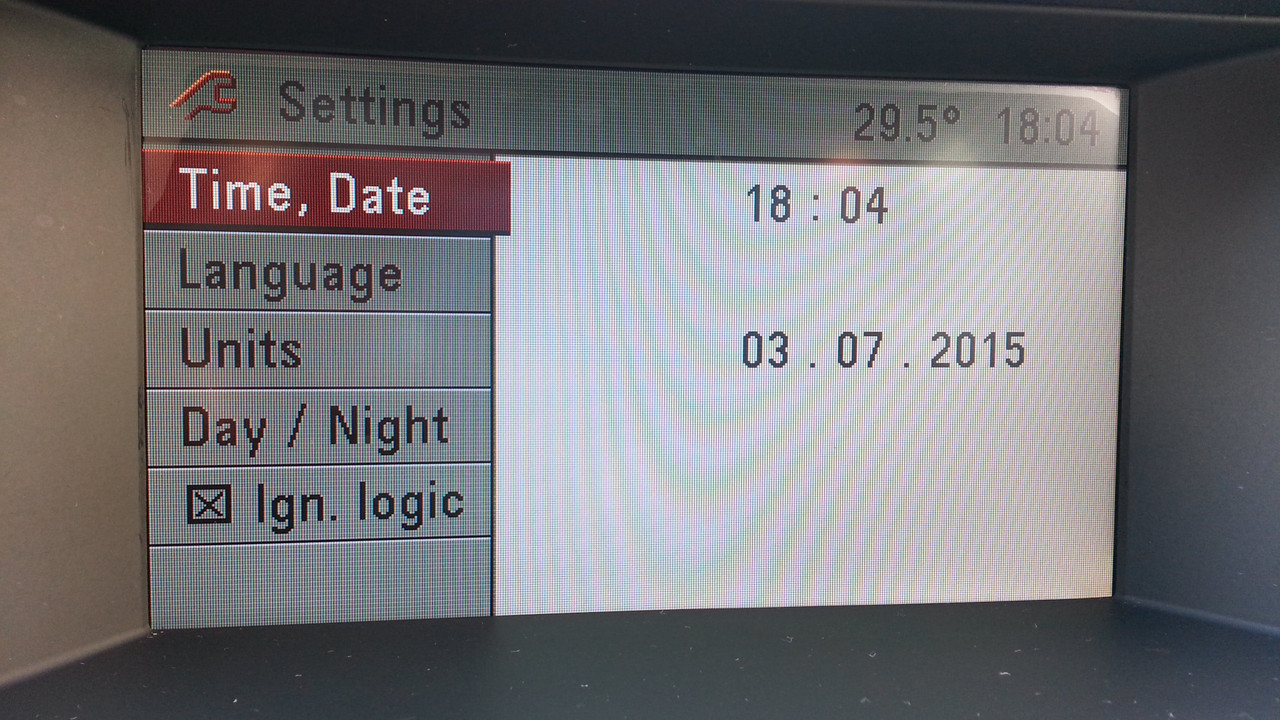 Settings 29.5° 18:04
Time, Date 18 : 04
Language
Units 03 . 07 . 2015
Day / Night
Ign. logic